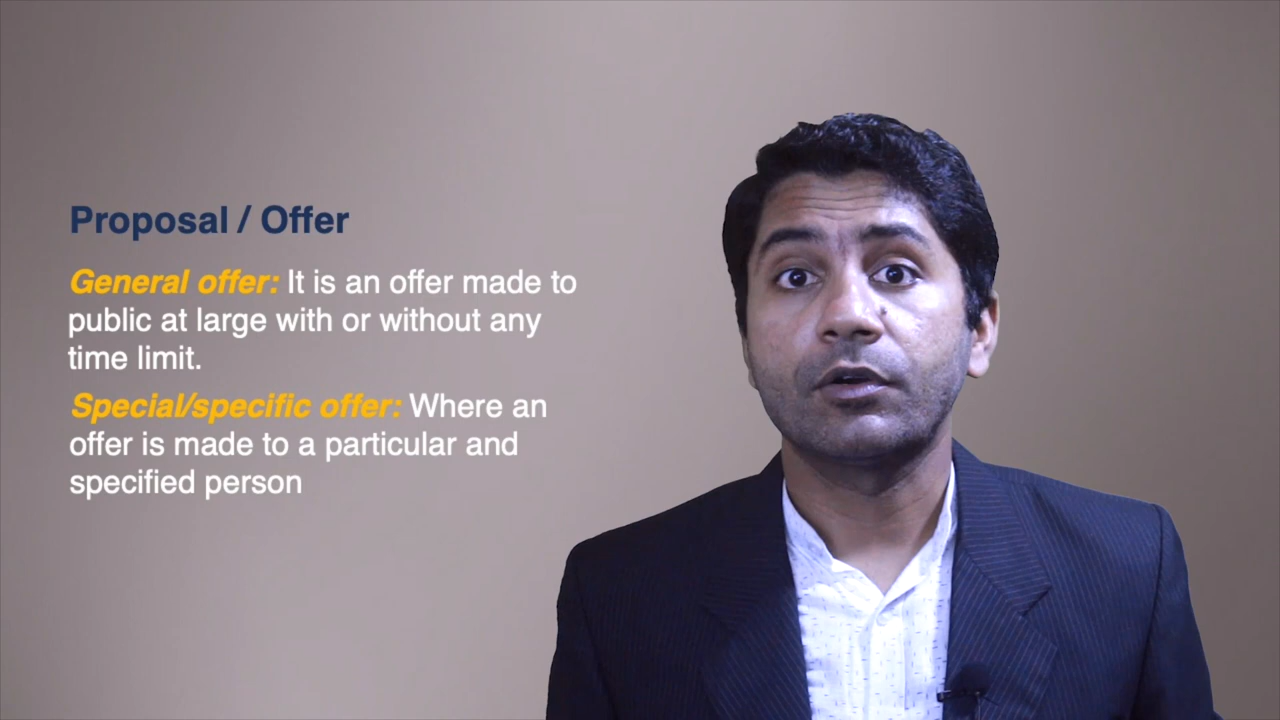 Proposal / Offer
General offer: It is an offer made to
public at large with or without any
time limit.
Special/specific offer: Where an
offer is made to a particular and
specified person